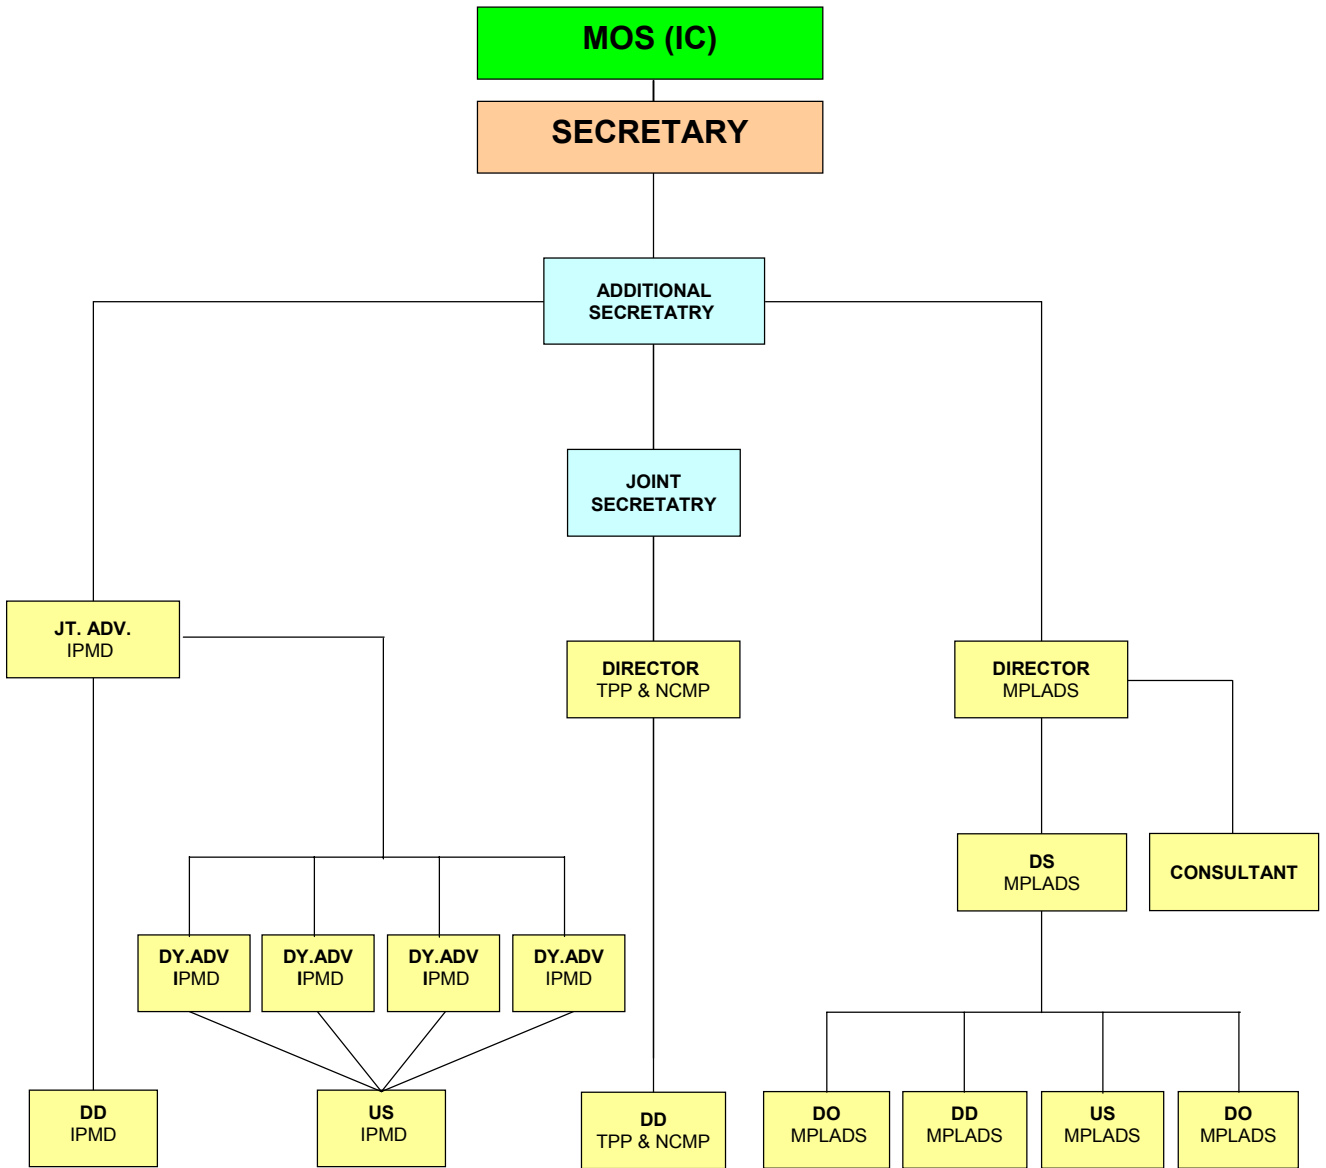 MOS (IC)
SECRETARY
ADDITIONAL
SECRETATRY
JOINT
SECRETATRY
JT. ADV.
IPMD
DIRECTOR
TPP & NCMP
DIRECTOR
MPLADS
DS
MPLADS
CONSULTANT
DY.ADV
IPMD
DY.ADV
IPMD
DY.ADV
IPMD
DY.ADV
IPMD
DD
IPMD
US
IPMD
DD
TPP & NCMP
DO
MPLADS
DD
MPLADS
US
MPLADS
DO
MPLADS